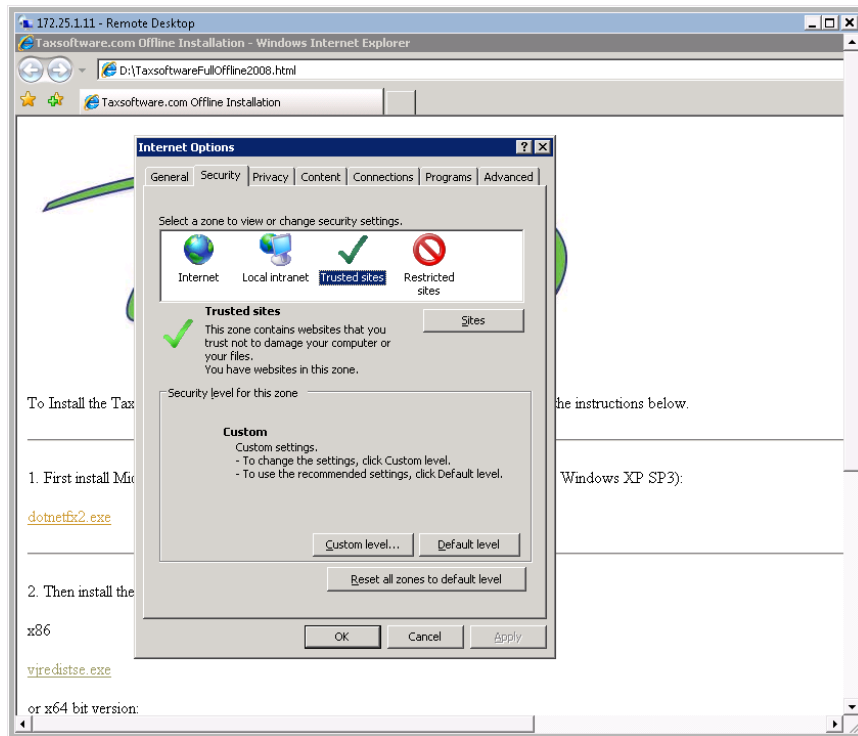 172.25.1.11 - Remote Desktop
Taxsoftware.com Offline Installation - Windows Internet Explorer
D:\TaxsoftwareFullOffline2008.html
Taxsoftware.com Offline Installation
Internet Options
General Security Privacy Content Connections Programs Advanced
Select a zone to view or change security settings.
Internet Local intranet Trusted sites Restricted
sites
Trusted sites
Sites
This zone contains websites that you
trust not to damage your computer or
your files.
You have websites in this zone.
Security level for this zone
Custom
Custom settings.
- To change the settings, click Custom level.
- To use the recommended settings, click Default level.
Custom level... Default level
Reset all zones to default level
OK Cancel Apply
To Install the Tax he instructions below.
1. First install Mic Windows XP SP3):
dotnetfx2.exe
2. Then install the
x86
vjredistse.exe
or x64 bit version: